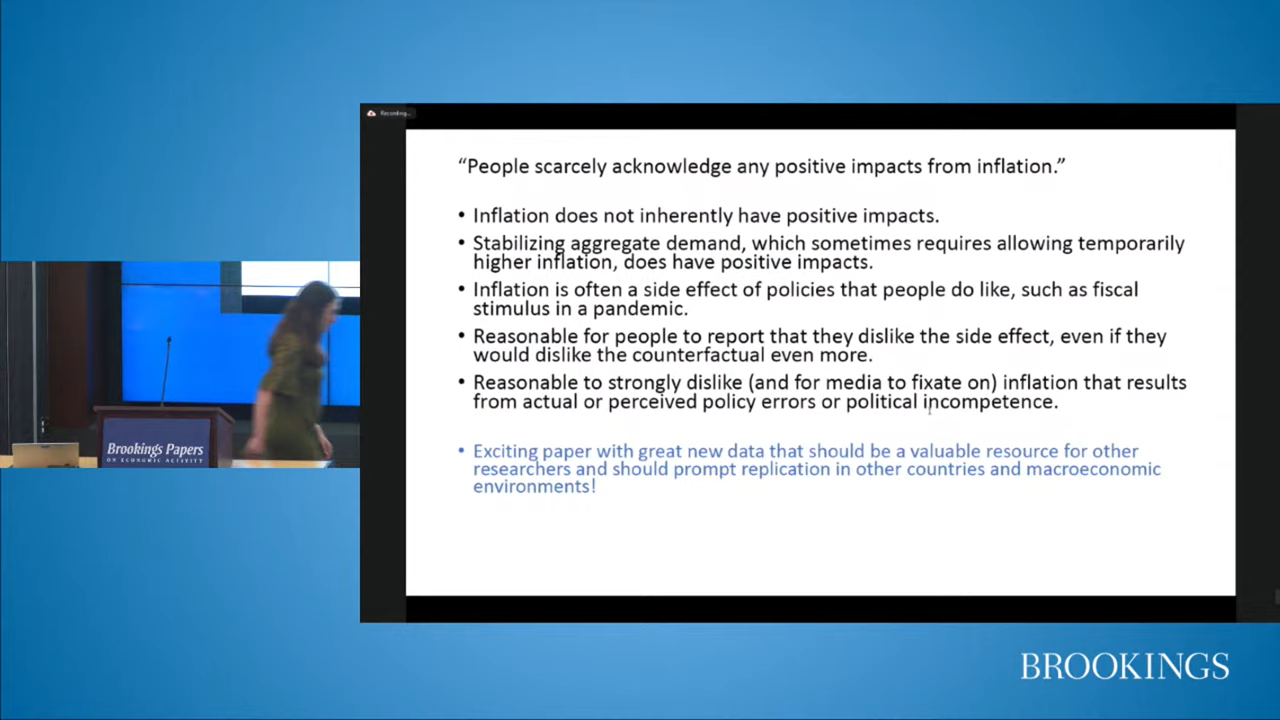 Recording...
“People scarcely acknowledge any positive impacts from inflation.”
• Inflation does not inherently have positive impacts.
• Stabilizing aggregate demand, which sometimes requires allowing temporarily
higher inflation, does have positive impacts.
• Inflation is often a side effect of policies that people do like, such as fiscal
stimulus in a pandemic.
• Reasonable for people to report that they dislike the side effect, even if they
would dislike the counterfactual even more.
• Reasonable to strongly dislike (and for media to fixate on) inflation that results
from actual or perceived policy errors or political incompetence.
• Exciting paper with great new data that should be a valuable resource for other
researchers and should prompt replication in other countries and macroeconomic
environments!
Brookings Papers
ON ECONOMIC ACTIVITY
BROOKINGS